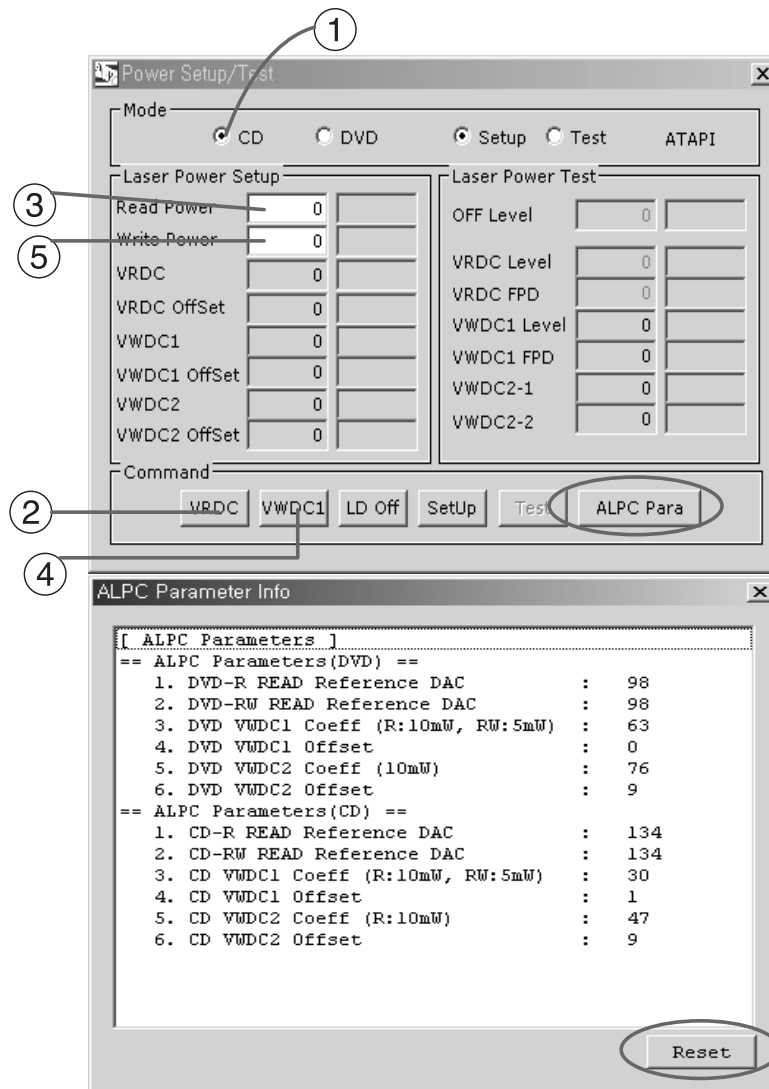 1
Power Setup/Test
Mode
CD DVD Setup Test ATAPI
Laser Power Setup
3 Read Power 0
5 Write Power 0
VRDC 0
VRDC OffSet 0
VWDC1 0
VWDC1 OffSet 0
VWDC2 0
VWDC2 OffSet 0
Laser Power Test
OFF Level 0
VRDC Level 0
VRDC FPD 0
VWDC1 Level 0
VWDC1 FPD 0
VWDC2-1 0
VWDC2-2 0
Command
2 VRDC VWDC1 LD Off SetUp Test ALPC Para
4
ALPC Parameter Info
[ ALPC Parameters ]
== ALPC Parameters(DVD) ==
1. DVD-R READ Reference DAC : 98
2. DVD-RW READ Reference DAC : 98
3. DVD VWDC1 Coeff (R:10mW, RW:5mW) : 63
4. DVD VWDC1 Offset : 0
5. DVD VWDC2 Coeff (10mW) : 76
6. DVD VWDC2 Offset : 9
== ALPC Parameters(CD) ==
1. CD-R READ Reference DAC : 134
2. CD-RW READ Reference DAC : 134
3. CD VWDC1 Coeff (R:10mW, RW:5mW) : 30
4. CD VWDC1 Offset : 1
5. CD VWDC2 Coeff (R:10mW) : 47
6. CD VWDC2 Offset : 9
Reset